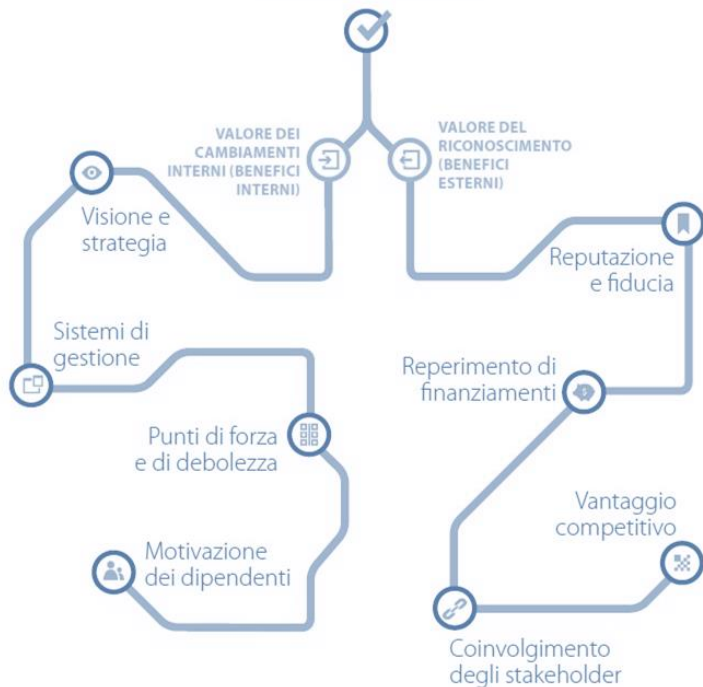 VALORE DEI
CAMBIAMENTI
INTERNI (BENEFICI
INTERNI)
VALORE DEL
RICONOSCIMENTO
(BENEFICI
ESTERNI)
Visione e
strategia
Sistemi di
gestione
Punti di forza
e di debolezza
Motivazione
dei dipendenti
Reputazione
e fiducia
Reperimento di
finanziamenti
Vantaggio
competitivo
Coinvolgimento
degli stakeholder